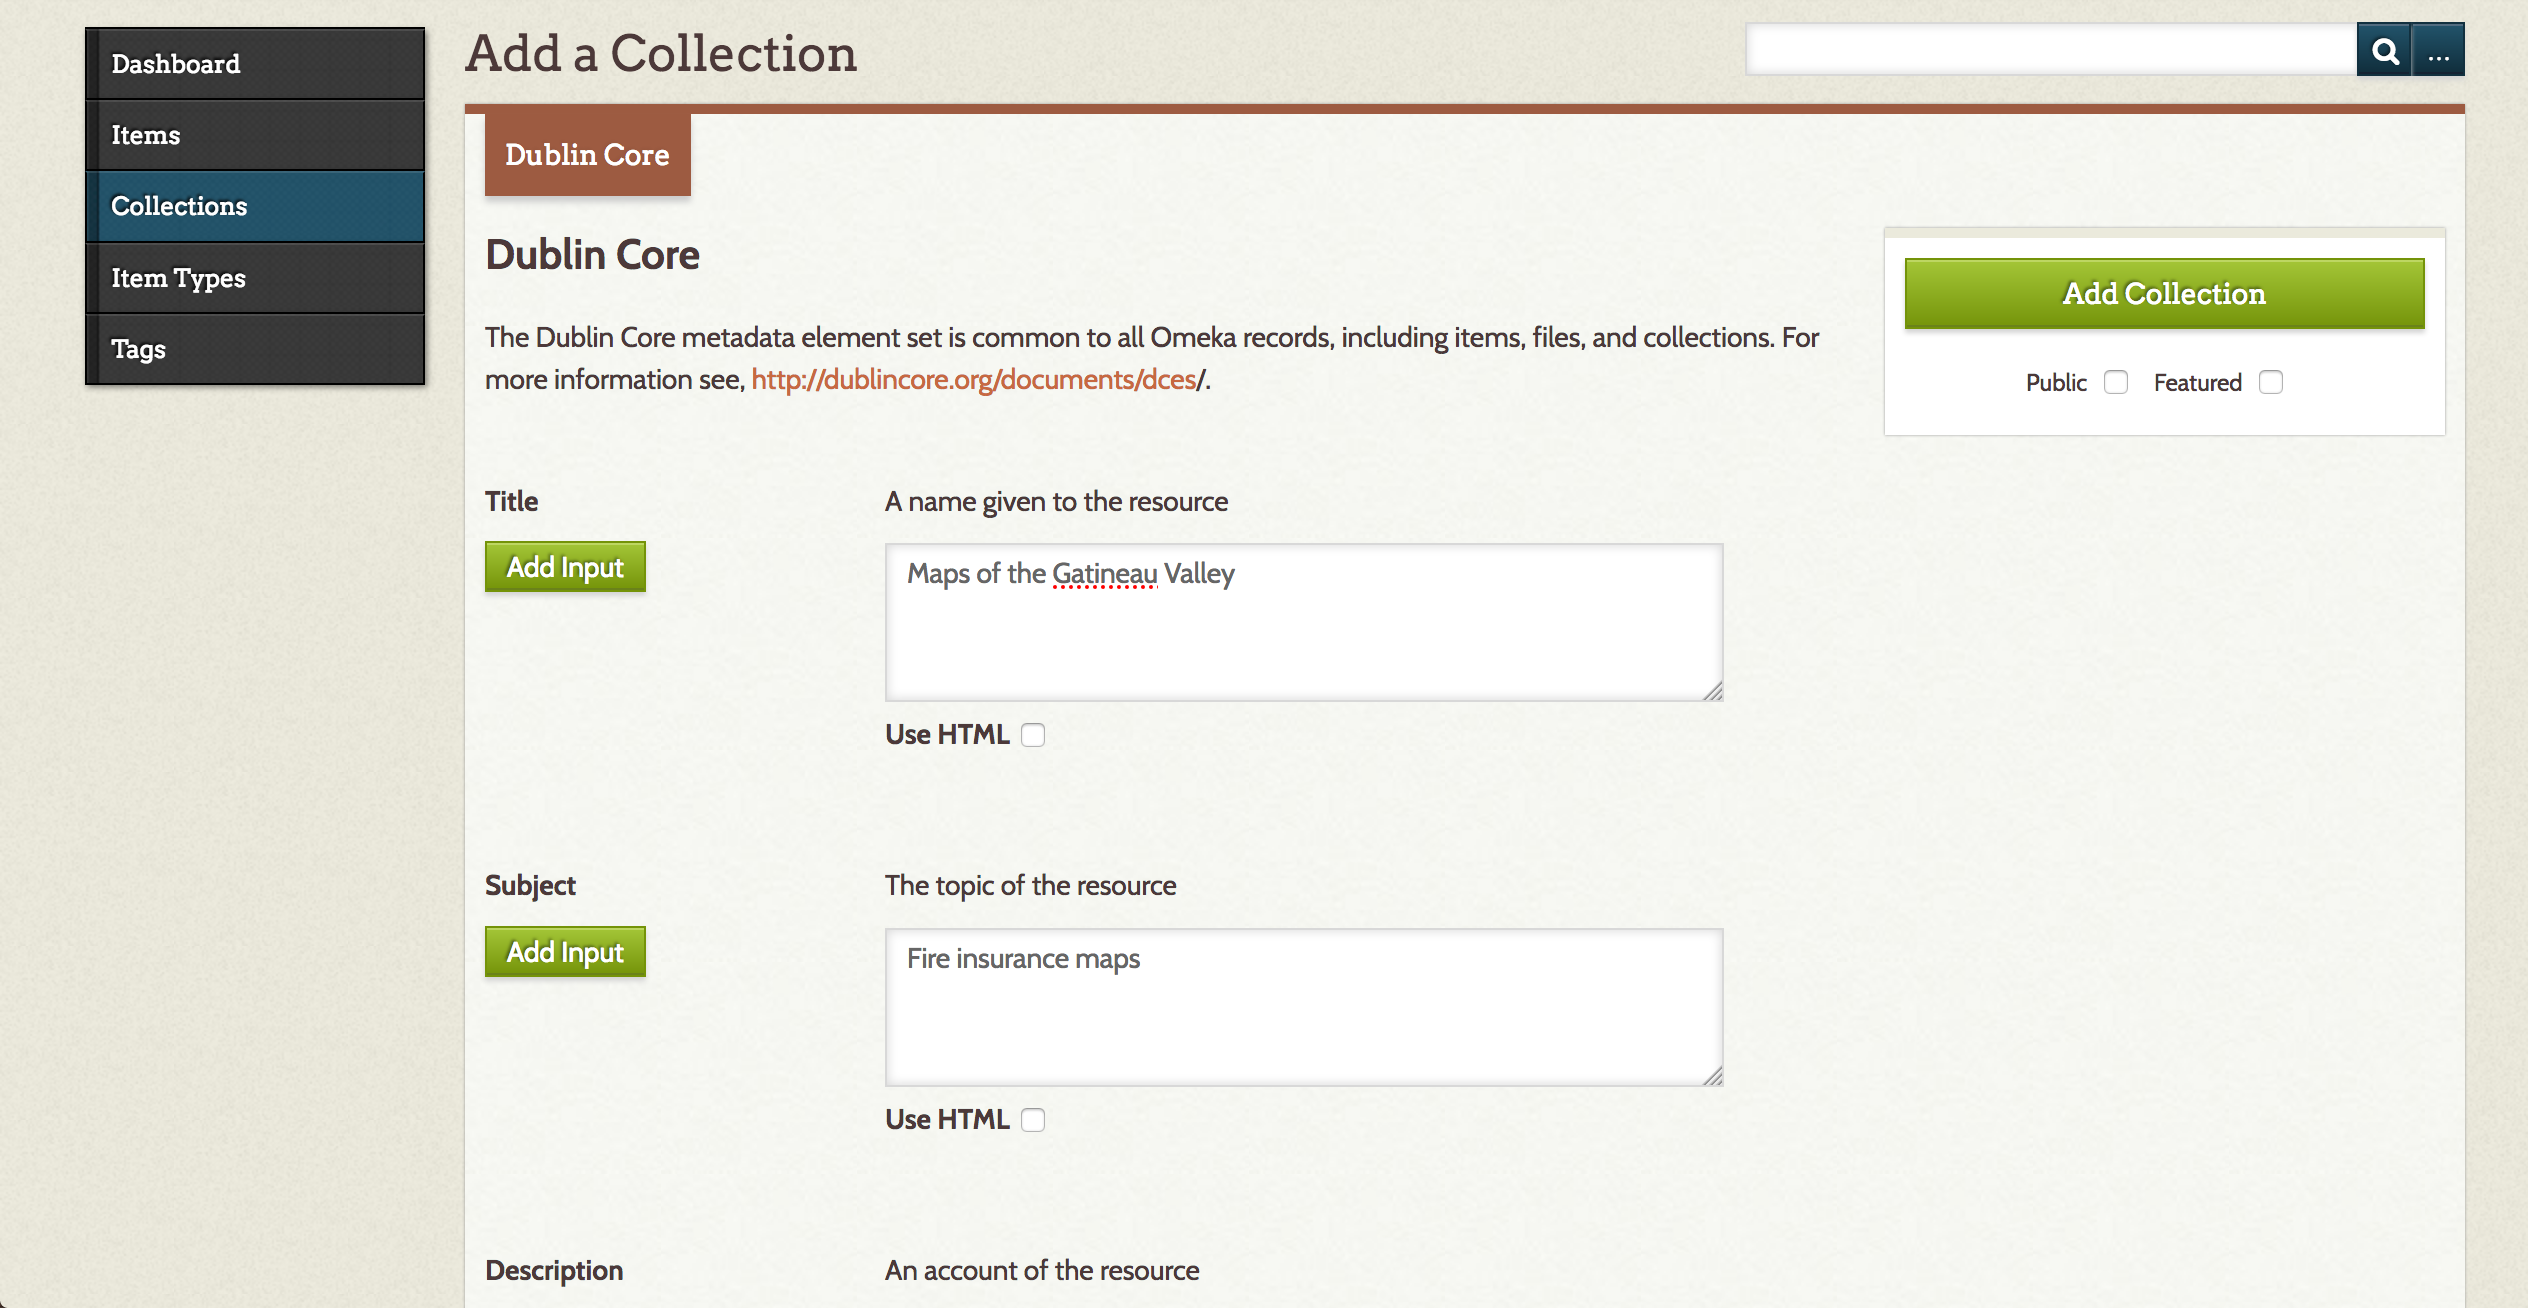 Dashboard
Items
Collections
Item Types
Tags
Add a Collection
...
Dublin Core
Dublin Core
The Dublin Core metadata element set is common to all Omeka records, including items, files, and collections. For
more information see, http://dublincore.org/documents/dces/.
Add Collection
Public Featured
Title
A name given to the resource
Add Input
Maps of the Gatineau Valley
Use HTML
Subject
The topic of the resource
Add Input
Fire insurance maps
Use HTML
Description
An account of the resource